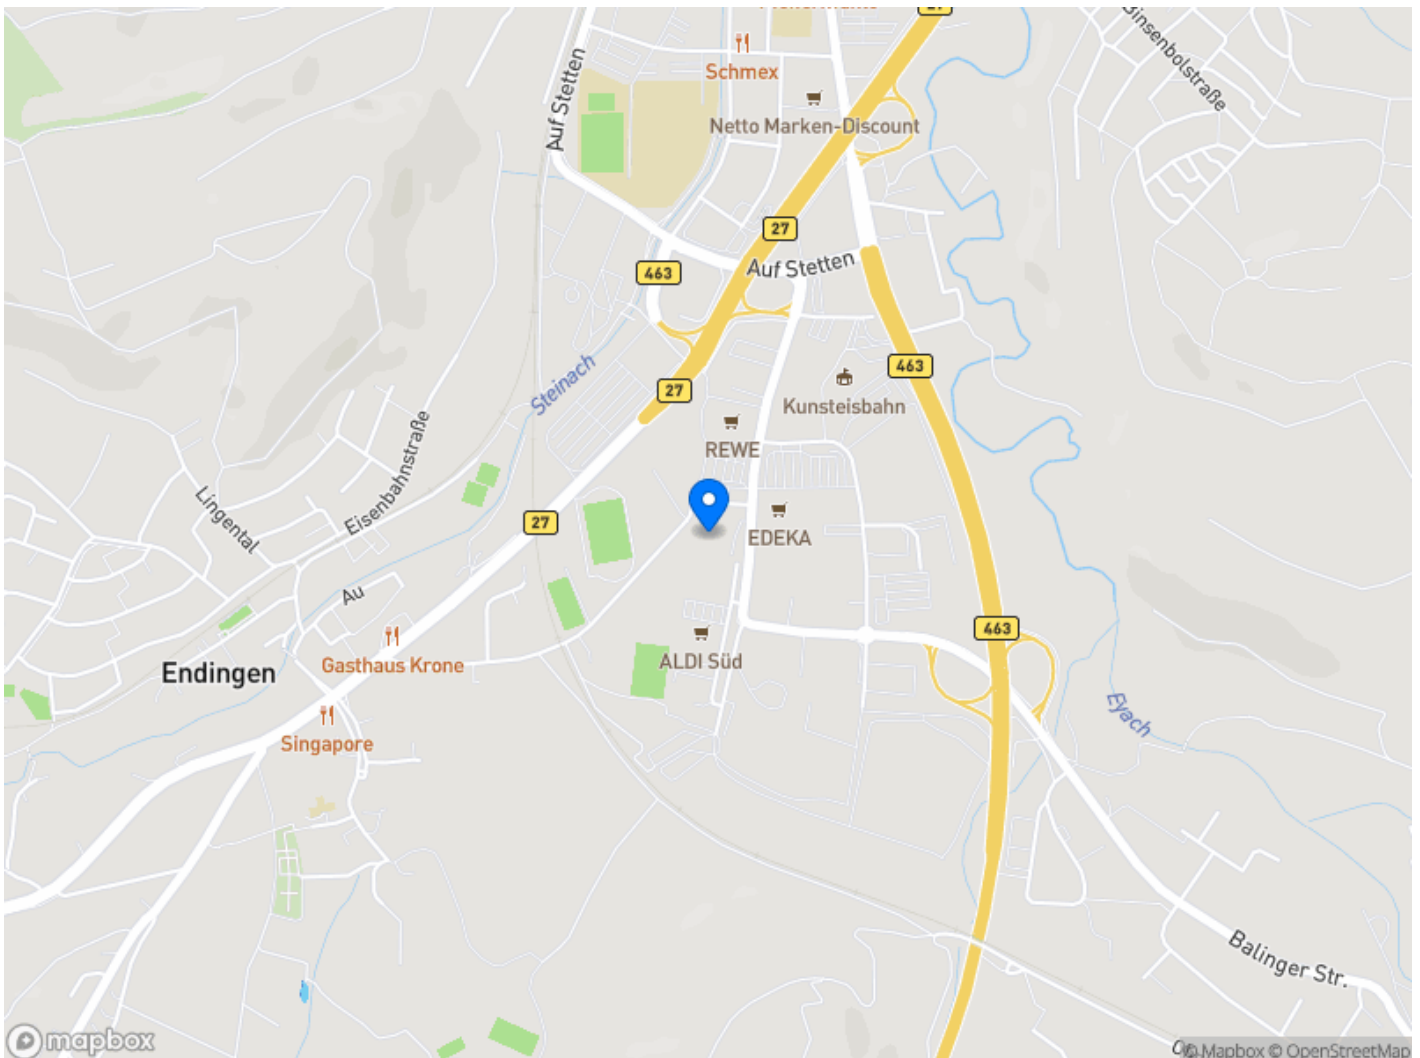 27
Binsenbolstraße
Schmex
Auf Stetten
Netto Marken-Discount
27
Auf Stetten
463
463
Steinach
27
Kunsteisbahn
REWE
Eisenbahnstraße
Lingental
27
EDEKA
Au
463
Gasthaus Krone
ALDI Süd
Endingen
Eyach
Singapore
Balinger Str.
mapbox
© Mapbox © OpenStreetMap